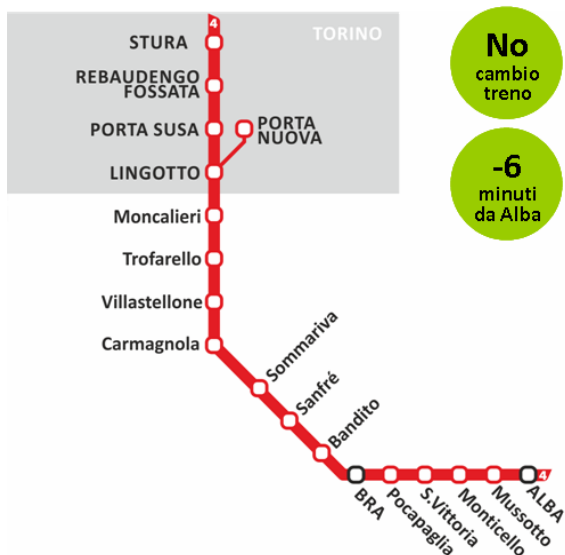 4
TORINO
STURA
REBAUDENGO
FOSSATA
PORTA SUSA
PORTA
NUOVA
LINGOTTO
Moncalieri
Trofarello
Villastellone
Carmagnola
Sommariva
Sanfré
Bandito
BRA
Pocapaglia
S.Vittoria
Monticello
Mussotto
ALBA
4
No
cambio
treno
-6
minuti
da Alba